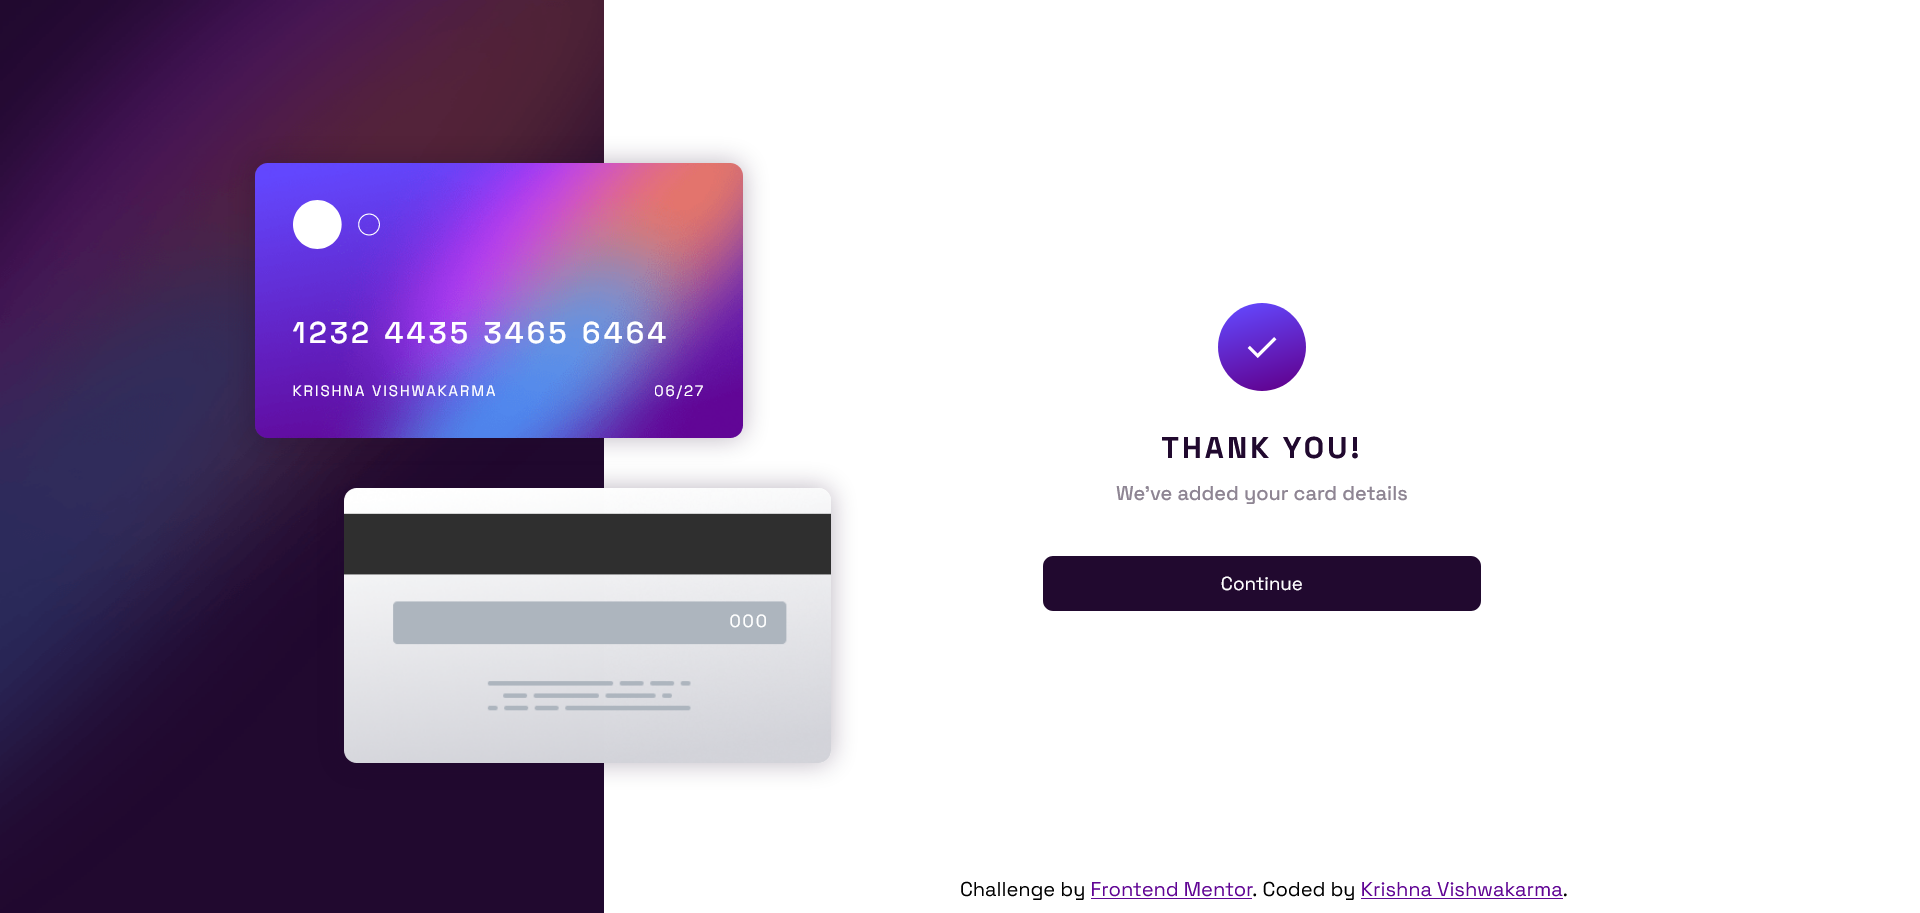 1232 4435 3465 6464
KRISHNA VISHWAKARMA 06/27
000
THANK YOU!
We've added your card details
Continue
Challenge by Frontend Mentor. Coded by Krishna Vishwakarma.